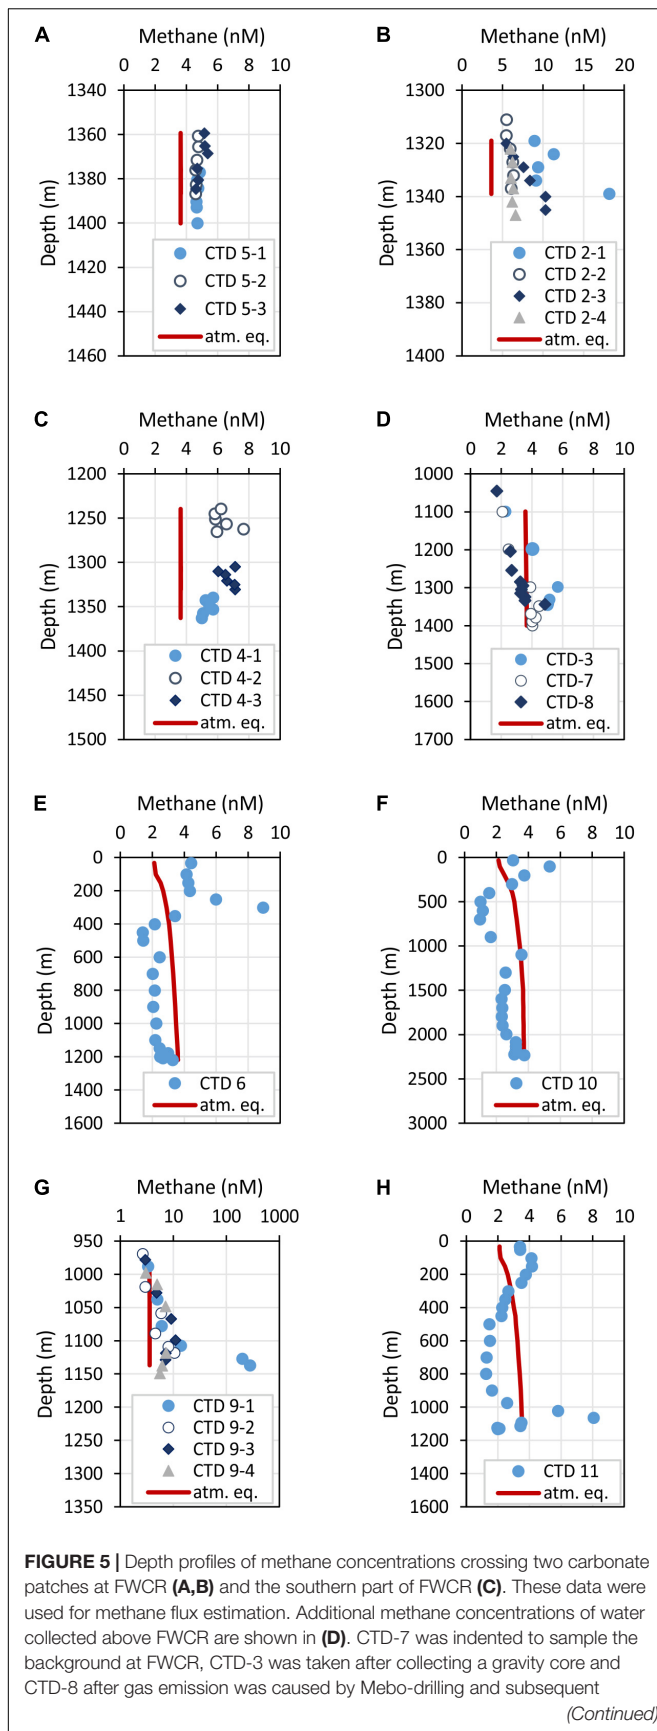 A
Methane (nM)
0 2 4 6 8 10
Depth (m)
1340
1360
1380
1400
1420
1440
1460
CTD 5-1
CTD 5-2
CTD 5-3
atm. eq.
B
Methane (nM)
0 5 10 15 20
Depth (m)
1300
1320
1340
1360
1380
1400
CTD 2-1
CTD 2-2
CTD 2-3
CTD 2-4
atm. eq.
C
Methane (nM)
0 2 4 6 8 10
Depth (m)
1200
1250
1300
1350
1400
1450
1500
CTD 4-1
CTD 4-2
CTD 4-3
atm. eq.
D
Methane (nM)
0 2 4 6 8 10
Depth (m)
1000
1100
1200
1300
1400
1500
1600
1700
CTD-3
CTD-7
CTD-8
atm. eq.
E
Methane (nM)
0 2 4 6 8 10
Depth (m)
0
200
400
600
800
1000
1200
1400
1600
CTD 6
atm. eq.
F
Methane (nM)
0 2 4 6 8 10
Depth (m)
0
500
1000
1500
2000
2500
3000
CTD 10
atm. eq.
G
Methane (nM)
1 10 100 1000
Depth (m)
950
1000
1050
1100
1150
1200
1250
1300
1350
CTD 9-1
CTD 9-2
CTD 9-3
CTD 9-4
atm. eq.
H
Methane (nM)
0 2 4 6 8 10
Depth (m)
0
200
400
600
800
1000
1200
1400
1600
CTD 11
atm. eq.
FIGURE 5 | Depth profiles of methane concentrations crossing two carbonate
patches at FWCR (A,B) and the southern part of FWCR (C). These data were
used for methane flux estimation. Additional methane concentrations of water
collected above FWCR are shown in (D). CTD-7 was indented to sample the
background at FWCR, CTD-3 was taken after collecting a gravity core and
CTD-8 after gas emission was caused by Mebo-drilling and subsequent
(Continued)